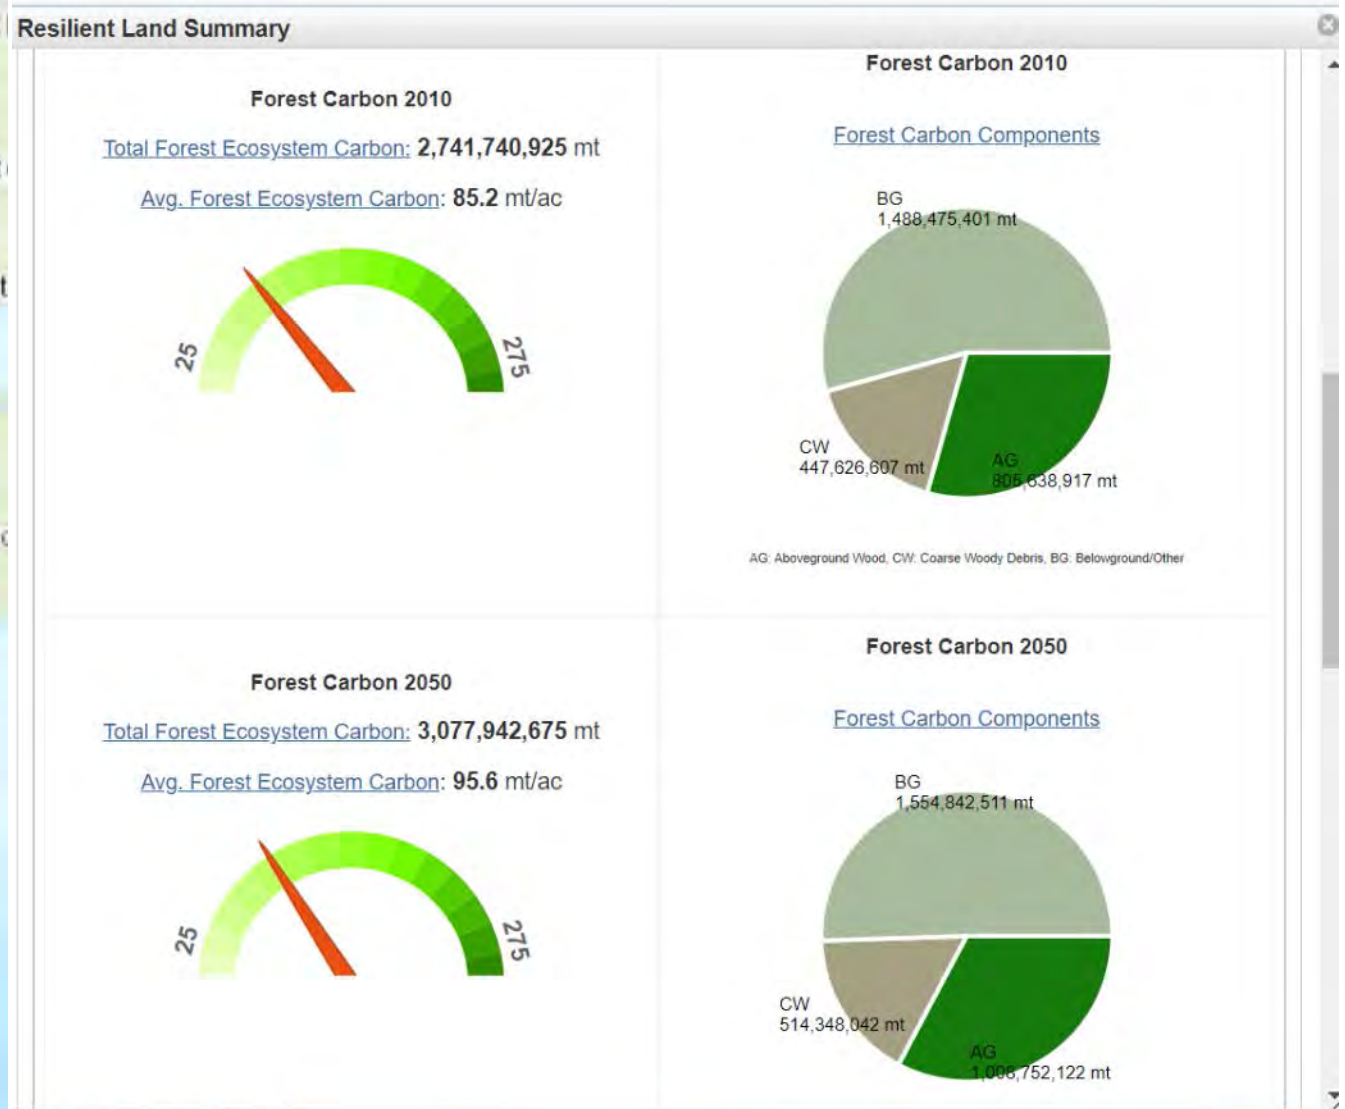 Resilient Land Summary
Forest Carbon 2010
Total Forest Ecosystem Carbon: 2,741,740,925 mt
Avg. Forest Ecosystem Carbon: 85.2 mt/ac
25
275
Forest Carbon 2010
Forest Carbon Components
BG
1,488,475,401 mt
CW
447,626,607 mt
AG
805,638,917 mt
AG: Aboveground Wood, CW: Coarse Woody Debris, BG: Belowground/Other
Forest Carbon 2050
Total Forest Ecosystem Carbon: 3,077,942,675 mt
Avg. Forest Ecosystem Carbon: 95.6 mt/ac
25
275
Forest Carbon 2050
Forest Carbon Components
BG
1,554,842,511 mt
CW
514,348,042 mt
AG
1,008,752,122 mt